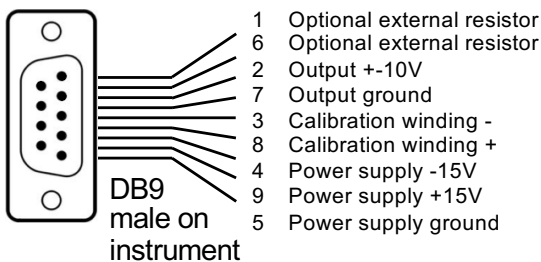 1 Optional external resistor
6 Optional external resistor
2 Output +-10V
7 Output ground
3 Calibration winding -
8 Calibration winding +
4 Power supply -15V
9 Power supply +15V
5 Power supply ground
DB9
male on
instrument